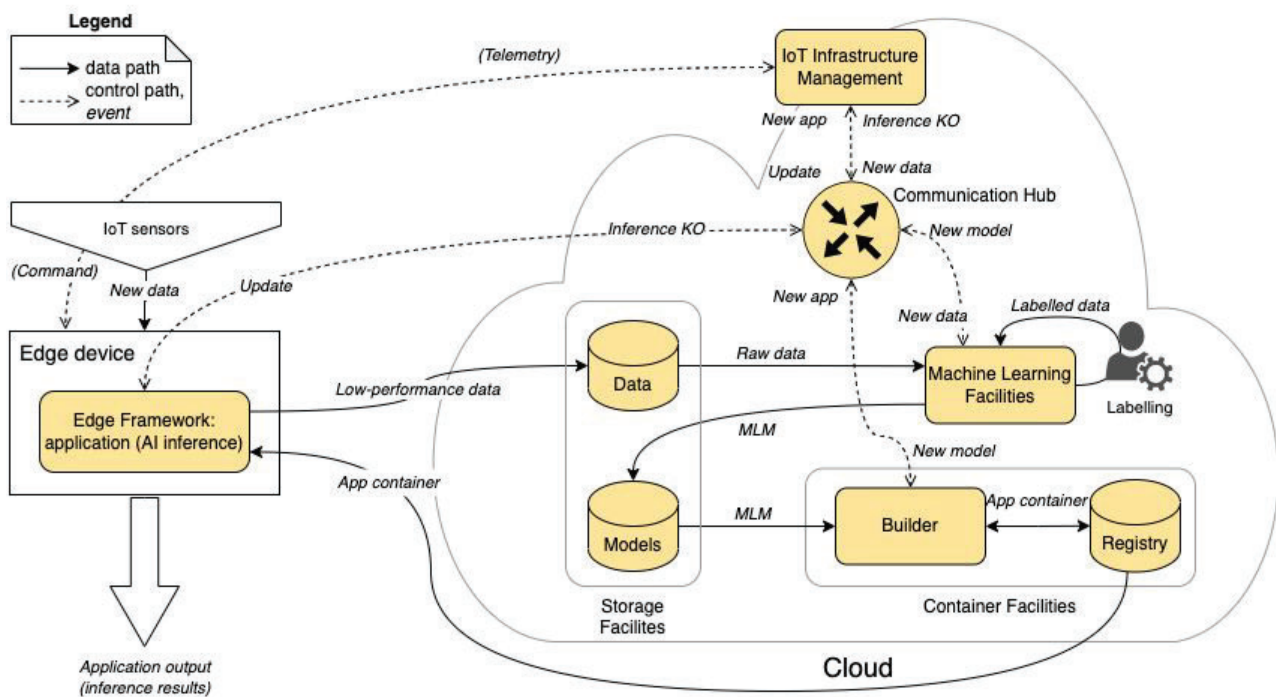 Legend
data path
control path,
event
(Telemetry)
IoT Infrastructure
Management
New app
Inference KO
Update
New data
Communication Hub
IoT sensors
Inference KO
New model
(Command)
New data
Update
New app
New data
Labelled data
Edge device
Data
Raw data
Machine Learning
Facilities
Labelling
Low-performance data
Edge Framework:
application (AI inference)
MLM
App container
New model
Models
MLM
Builder
App container
Registry
Storage
Facilites
Container Facilities
Cloud
Application output
(inference results)